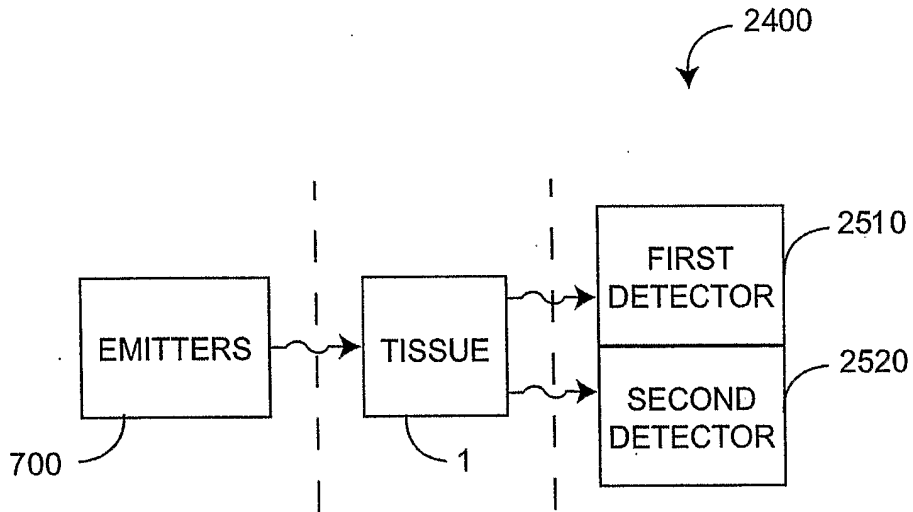 2400
2510
FIRST
DETECTOR
EMITTERS
TISSUE
2520
SECOND
DETECTOR
700
1